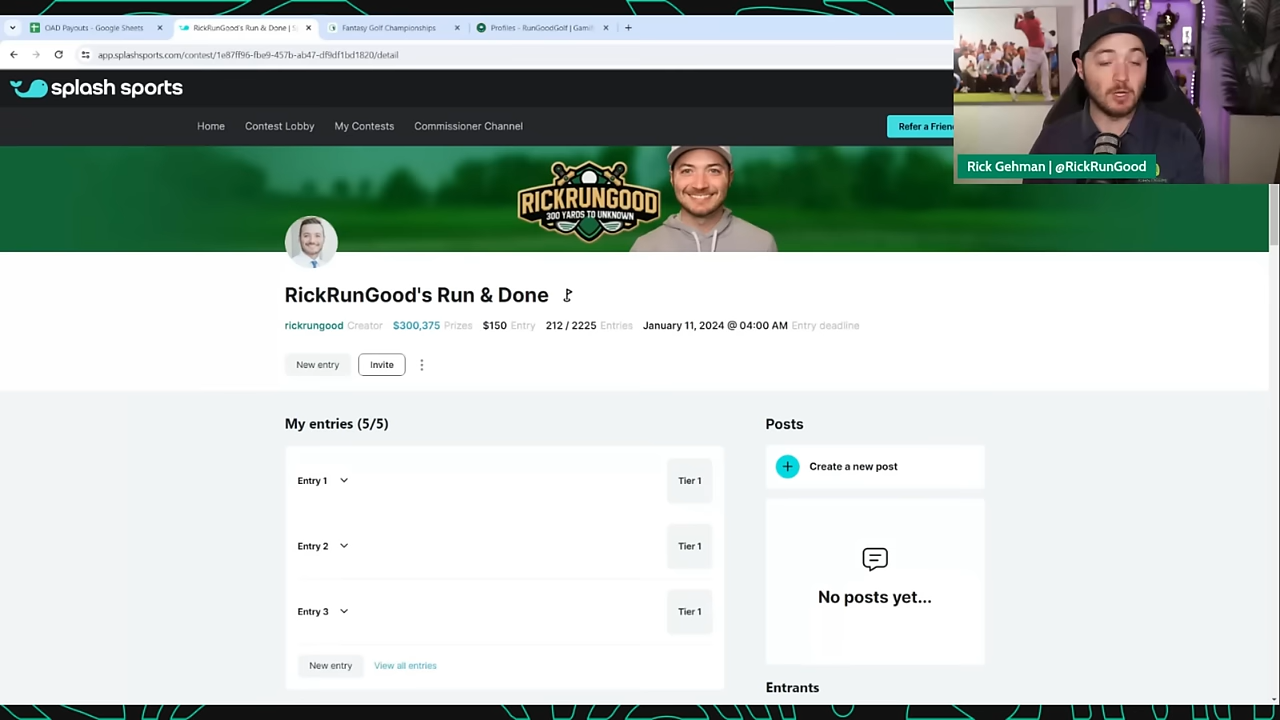 OAD Payouts - Google Sheets
RickRunGood's Run & Done | S
Fantasy Golf Championships
Profiles - RunGoodGolf | Gami
app.splashsports.com/contest/1e87ff96-fbe9-457b-ab47-df9df1bd1820/detail
splash sports
Home
Contest Lobby
My Contests
Commissioner Channel
Refer a Frien
Rick Gehman | @RickRunGood
RICKRUNGOOD
300 YARDS TO UNKNOWN
RickRunGood's Run & Done
rickrungood Creator $300,375 Prizes $150 Entry 212 / 2225 Entries January 11, 2024 @ 04:00 AM Entry deadline
New entry
Invite
My entries (5/5)
Entry 1
Tier 1
Entry 2
Tier 1
Entry 3
Tier 1
New entry
View all entries
Posts
Create a new post
No posts yet...
Entrants